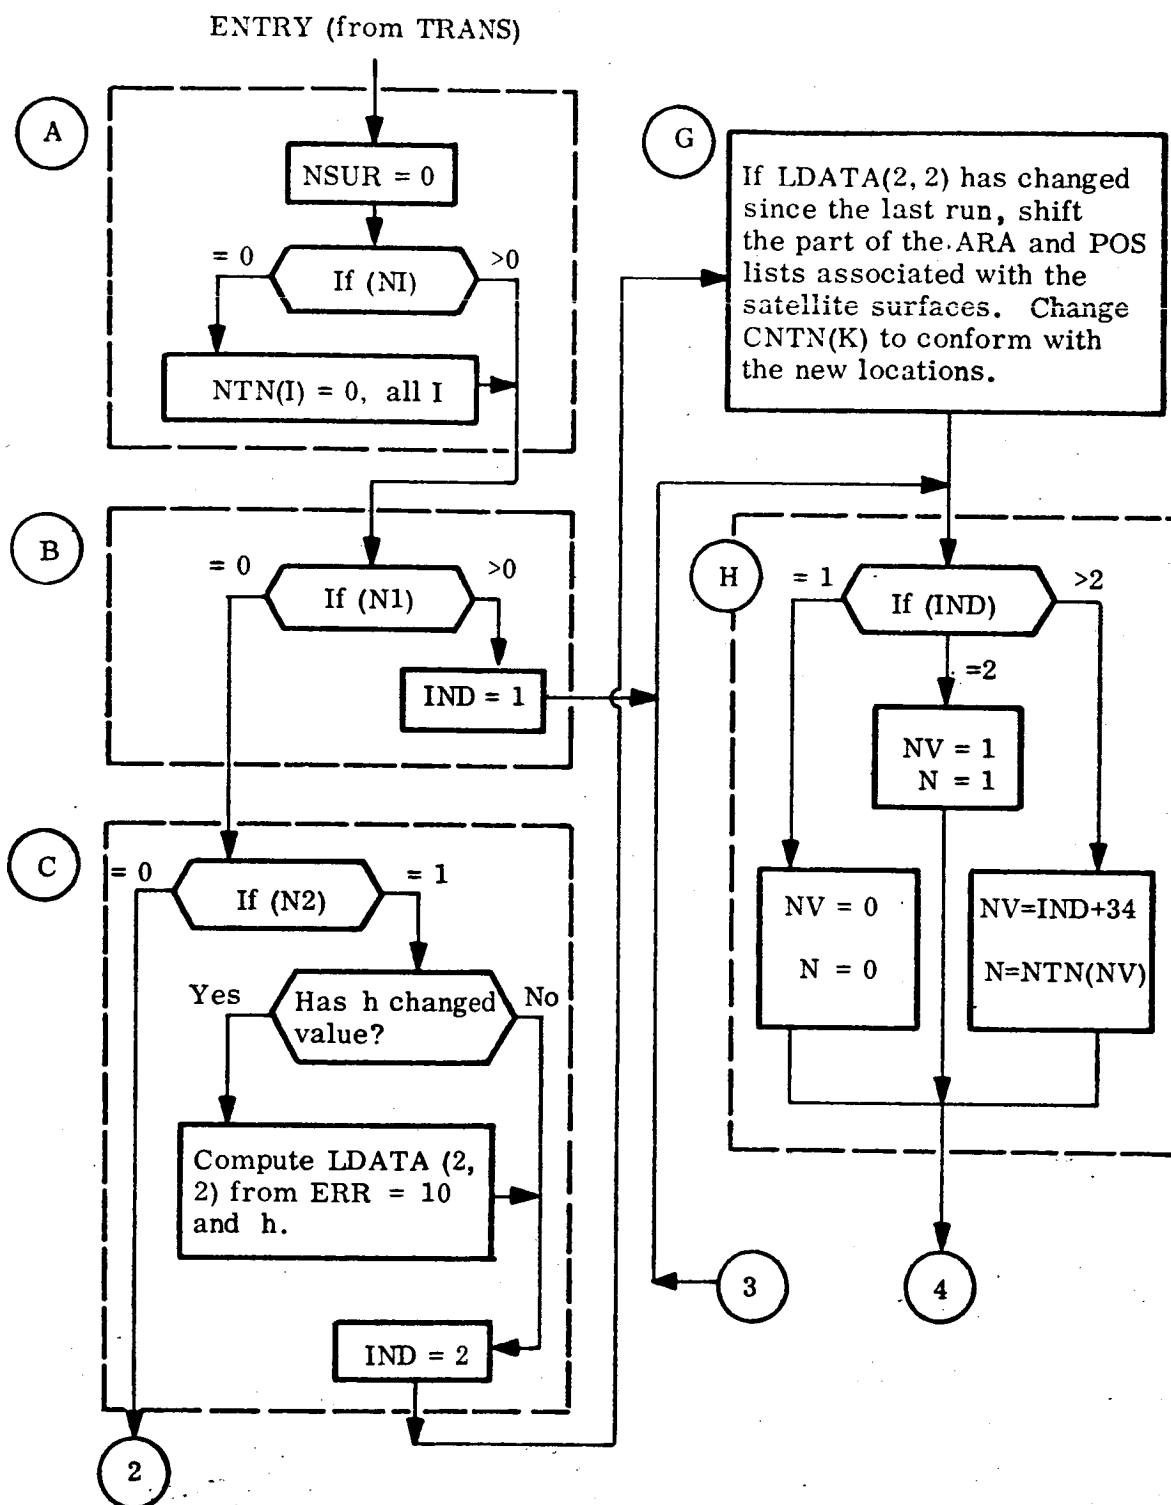 ENTRY (from TRANS)
A
NSUR = 0
= 0
>0
If (NI)
NTN(I) = 0, all I
B
= 0
>0
If (N1)
IND = 1
C
= 0
= 1
If (N2)
Yes
No
Has h changed
value?
Compute LDATA (2,
2) from ERR = 10
and h.
IND = 2
2
G
If LDATA(2, 2) has changed
since the last run, shift
the part of the ARA and POS
lists associated with the
satellite surfaces. Change
CNTN(K) to conform with
the new locations.
H
= 1
>2
If (IND)
=2
NV = 1
N = 1
NV = 0
N = 0
NV=IND+34
N=NTN(NV)
3
4